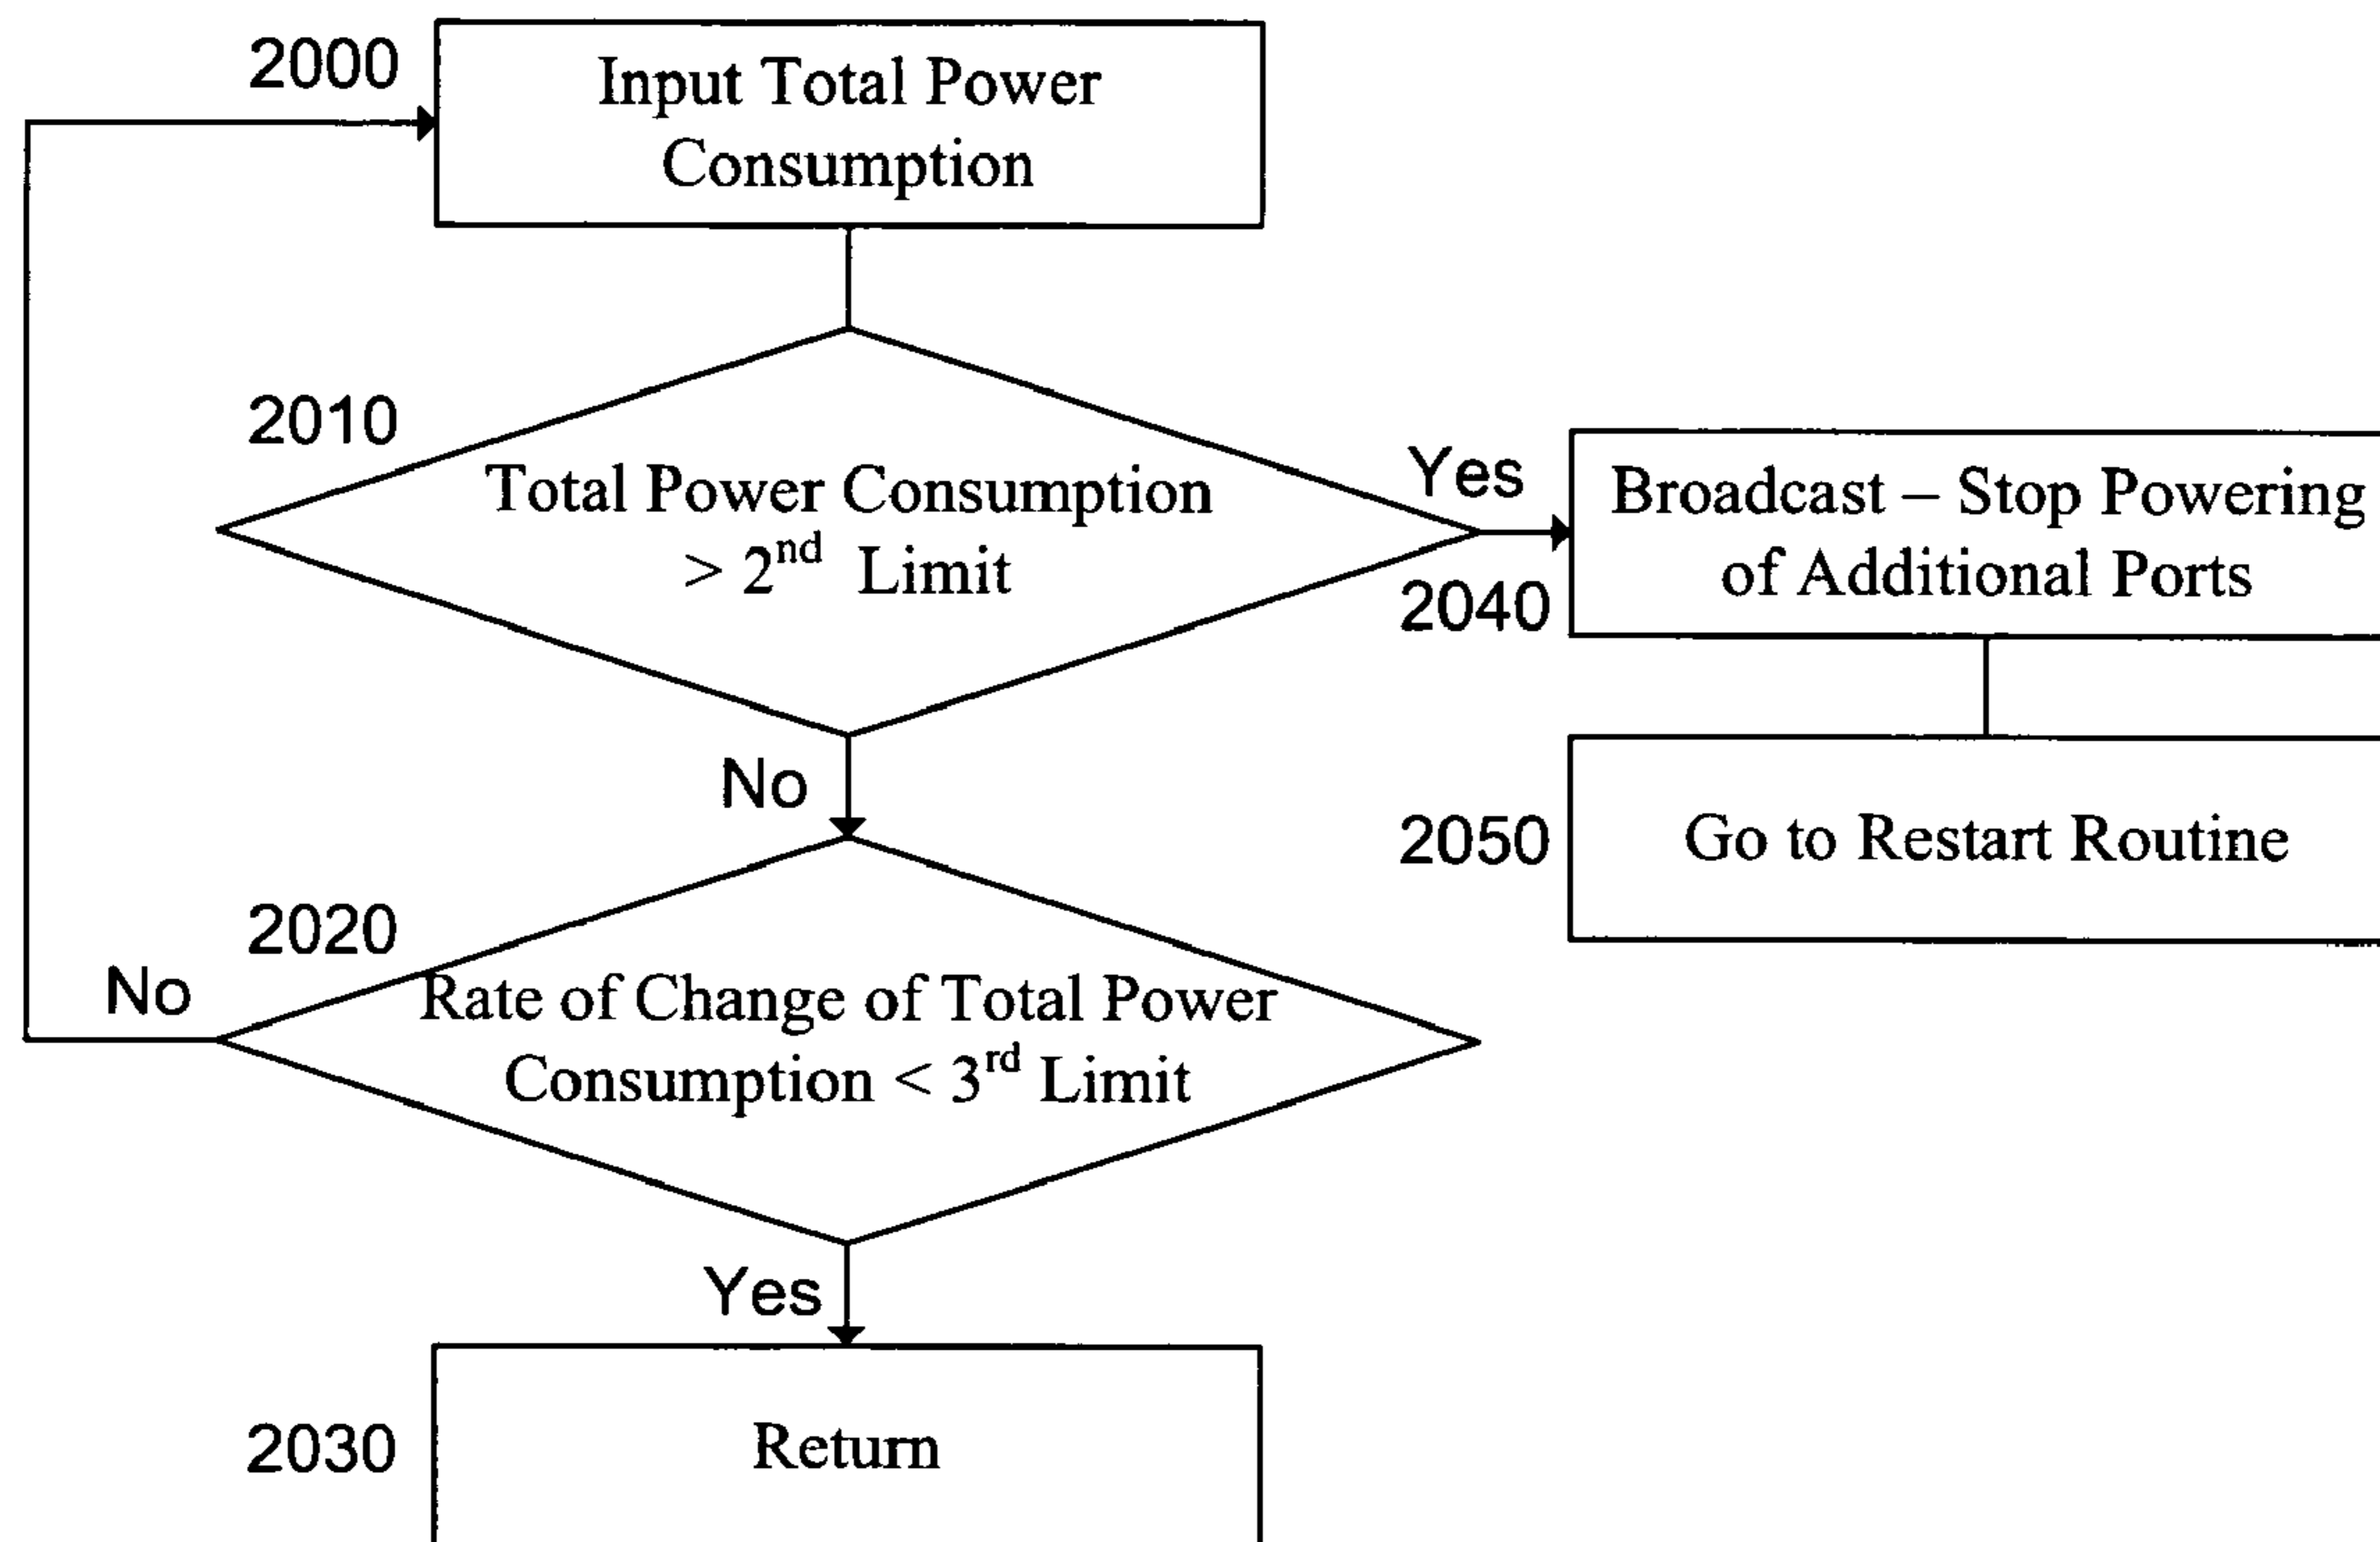 2000
Input Total Power
Consumption
2010
Total Power Consumption
> 2nd Limit
Yes
2040
Broadcast – Stop Powering
of Additional Ports
No
2050
Go to Restart Routine
2020
No
Rate of Change of Total Power
Consumption < 3rd Limit
Yes
2030
Return